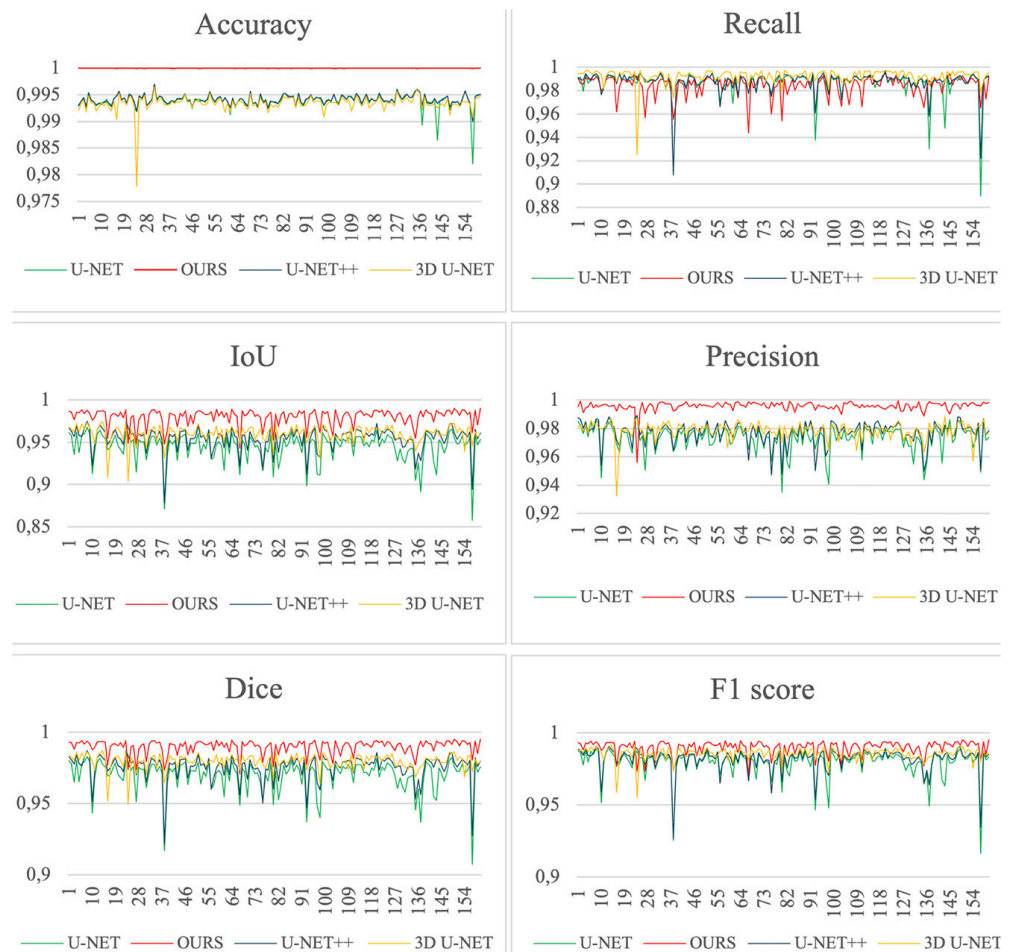 Accuracy
1
0,995
0,99
0,985
0,98
0,975
1 10 19 28 37 46 55 64 73 82 91 100 109 118 127 136 145 154
U-NET OURS U-NET++ 3D U-NET
Recall
1
0,98
0,96
0,94
0,92
0,9
0,88
1 10 19 28 37 46 55 64 73 82 91 100 109 118 127 136 145 154
U-NET OURS U-NET++ 3D U-NET
IoU
1
0,95
0,9
0,85
1 10 19 28 37 46 55 64 73 82 91 100 109 118 127 136 145 154
U-NET OURS U-NET++ 3D U-NET
Precision
1
0,98
0,96
0,94
0,92
1 10 19 28 37 46 55 64 73 82 91 100 109 118 127 136 145 154
U-NET OURS U-NET++ 3D U-NET
Dice
1
0,95
0,9
1 10 19 28 37 46 55 64 73 82 91 100 109 118 127 136 145 154
U-NET OURS U-NET++ 3D U-NET
F1 score
1
0,95
0,9
1 10 19 28 37 46 55 64 73 82 91 100 109 118 127 136 145 154
U-NET OURS U-NET++ 3D U-NET